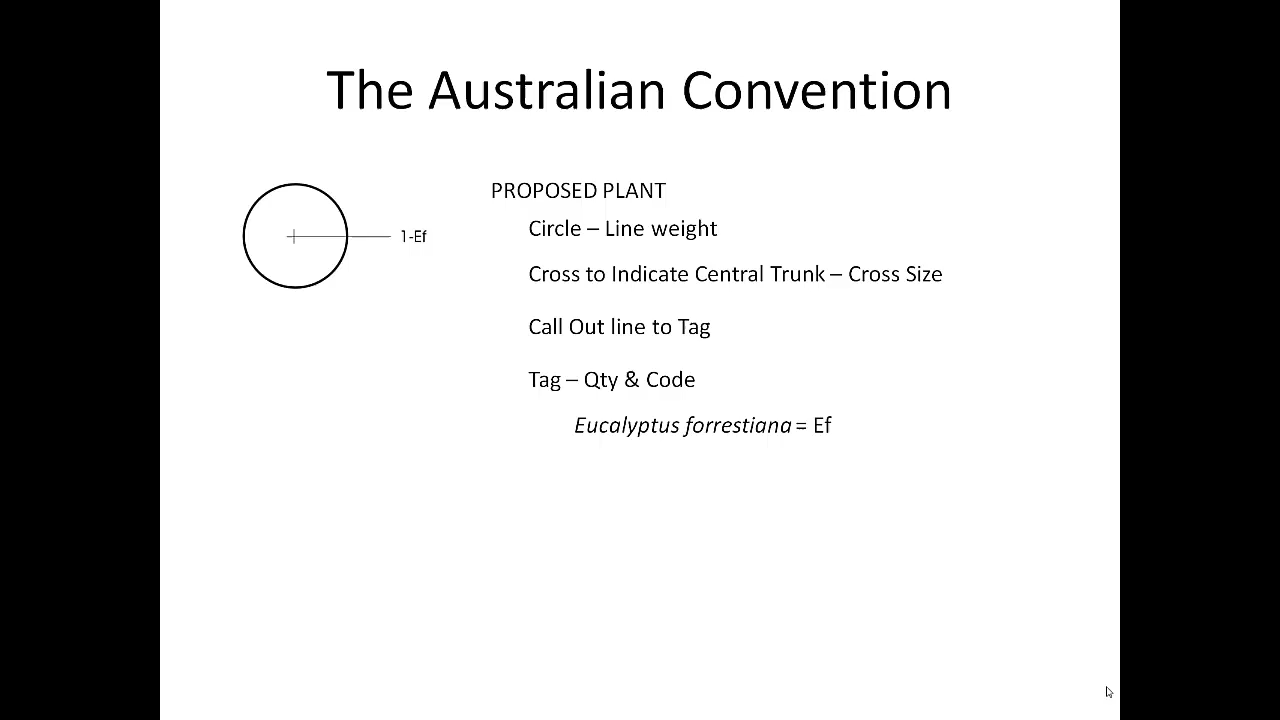 The Australian Convention
PROPOSED PLANT
1-Ef
Circle – Line weight
Cross to Indicate Central Trunk – Cross Size
Call Out line to Tag
Tag – Qty & Code
Eucalyptus forrestiana = Ef